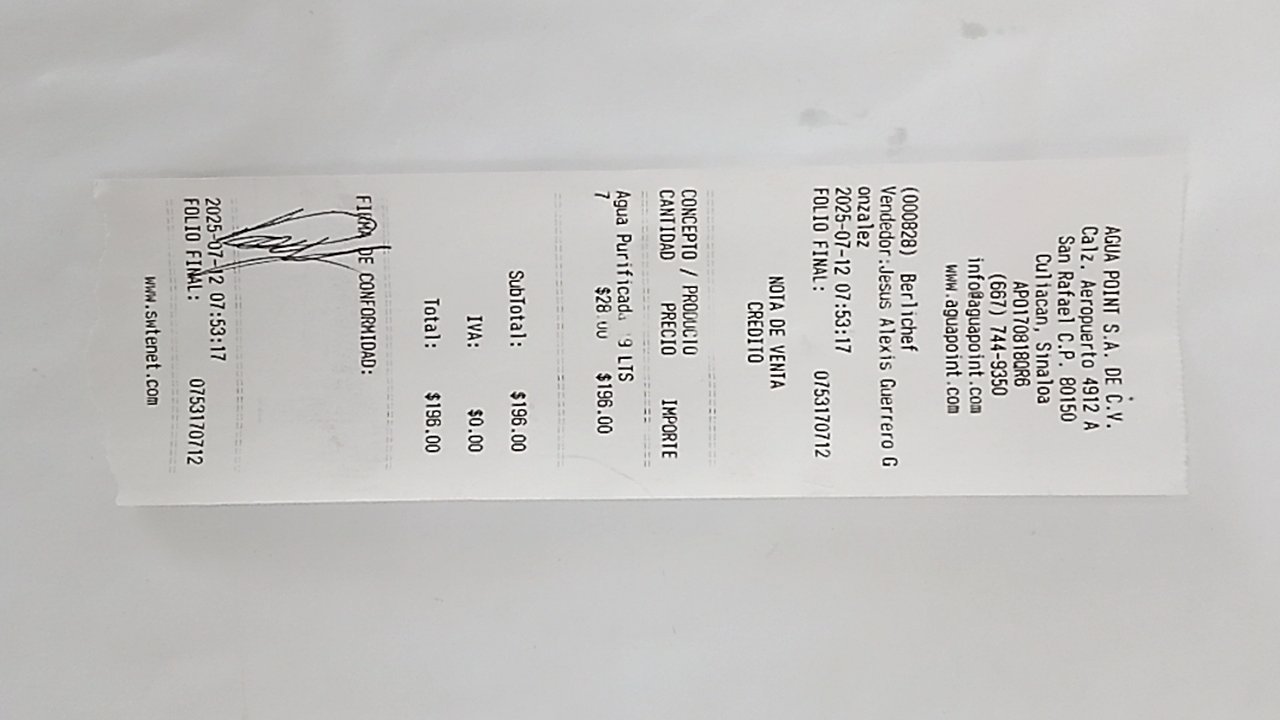 AGUA POINT S.A. DE C.V.
Calz. Aeropuerto 4912 A
San Rafael C.P. 80150
Culiacan, Sinaloa
APO170818QR6
(667) 744-9350
info@aguapoint.com
www.aguapoint.com
(000828) Berlichef
Vendedor:Jesus Alexis Guerrero G
onzalez
2025-07-12 07:53:17
FOLIO FINAL: 0753170712
NOTA DE VENTA
CREDITO
CONCEPTO / PRODUCTO
CANTIDAD PRECIO IMPORTE
Agua Purificada LTS
7 $28.00 $196.00
SubTotal: $196.00
IVA: $0.00
Total: $196.00
FIRMA DE CONFORMIDAD:
2025-07-12 07:53:17
FOLIO FINAL: 0753170712
www.swtenet.com